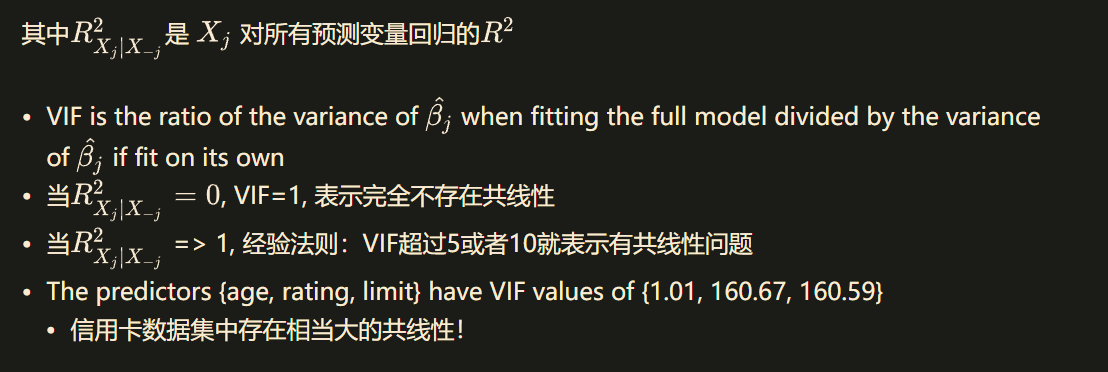 其中$R^2_{X_j|X_{-j}}$是 $X_j$ 对所有预测变量回归的$R^2$
• VIF is the ratio of the variance of $\hat{\beta}_j$ when fitting the full model divided by the variance
of $\hat{\beta}_j$ if fit on its own
• 当$R^2_{X_j|X_{-j}} = 0$, VIF=1, 表示完全不存在共线性
• 当$R^2_{X_j|X_{-j}}$ => 1, 经验法则：VIF超过5或者10就表示有共线性问题
• The predictors {age, rating, limit} have VIF values of {1.01, 160.67, 160.59}
• 信用卡数据集中存在相当大的共线性！